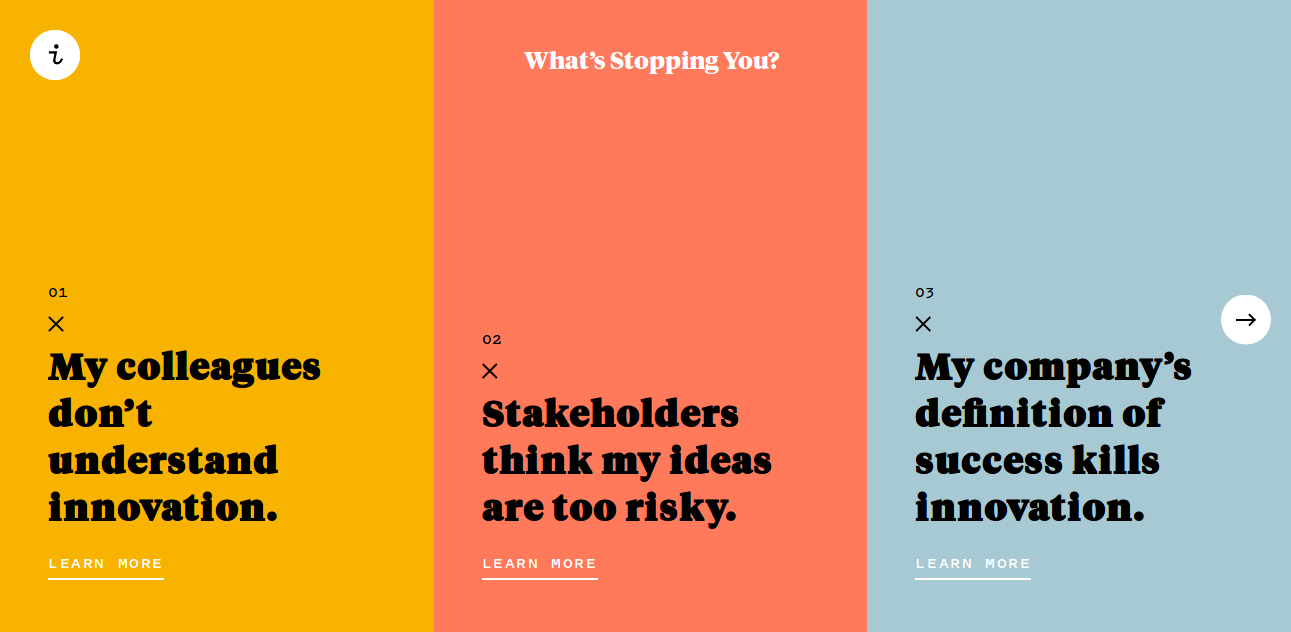 i
What’s Stopping You?
01
My colleagues
don’t
understand
innovation.
LEARN MORE
02
Stakeholders
think my ideas
are too risky.
LEARN MORE
03
My company’s
definition of
success kills
innovation.
LEARN MORE